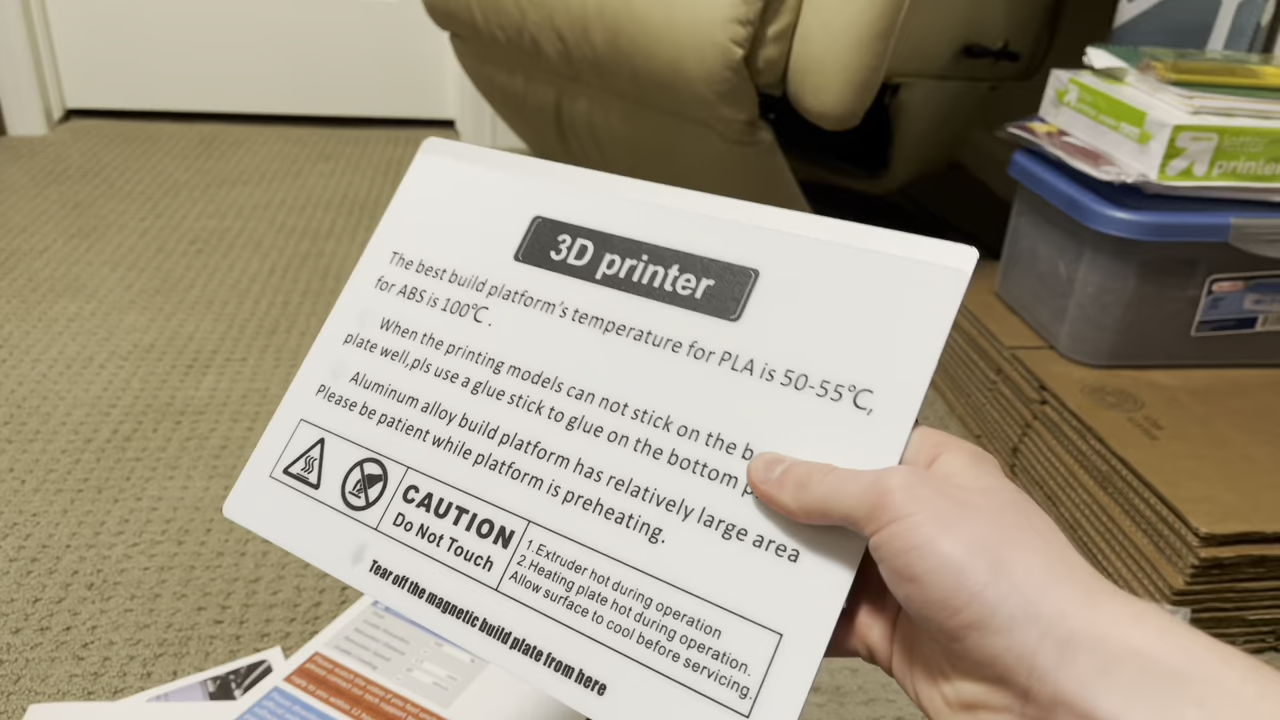 3D printer
The best build platform's temperature for PLA is 50-55℃,
for ABS is 100℃.
When the printing models can not stick on the
plate well,pls use a glue stick to glue on the bottom
Aluminum alloy build platform has relatively large area
Please be patient while platform is preheating.
CAUTION
Do Not Touch
1.Extruder hot during operation
2.Heating plate hot during operation.
Allow surface to cool before servicing.
Tear off the magnetic build plate from here
printer